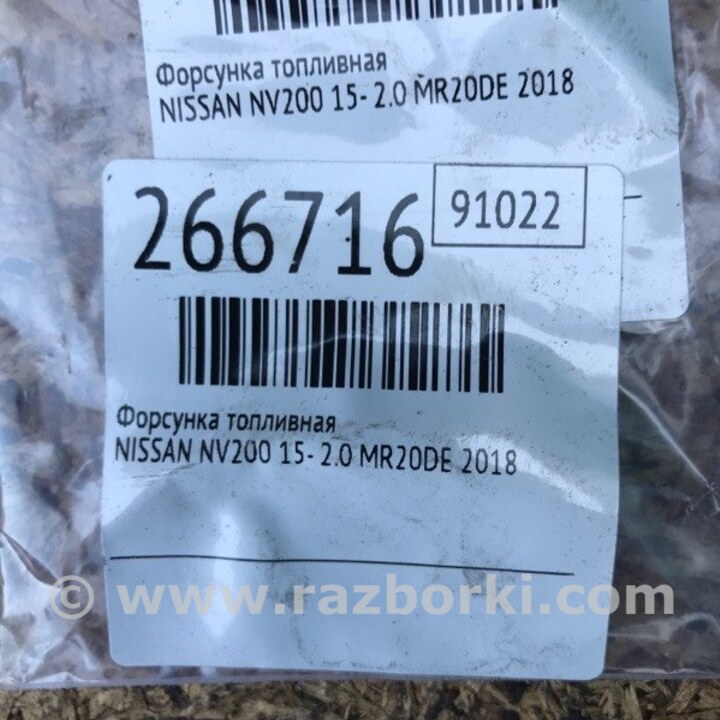 Форсунка топливная
NISSAN NV200 15- 2.0 MR20DE 2018
266716
91022
Форсунка топливная
NISSAN NV200 15- 2.0 MR20DE 2018
© www.razborki.com